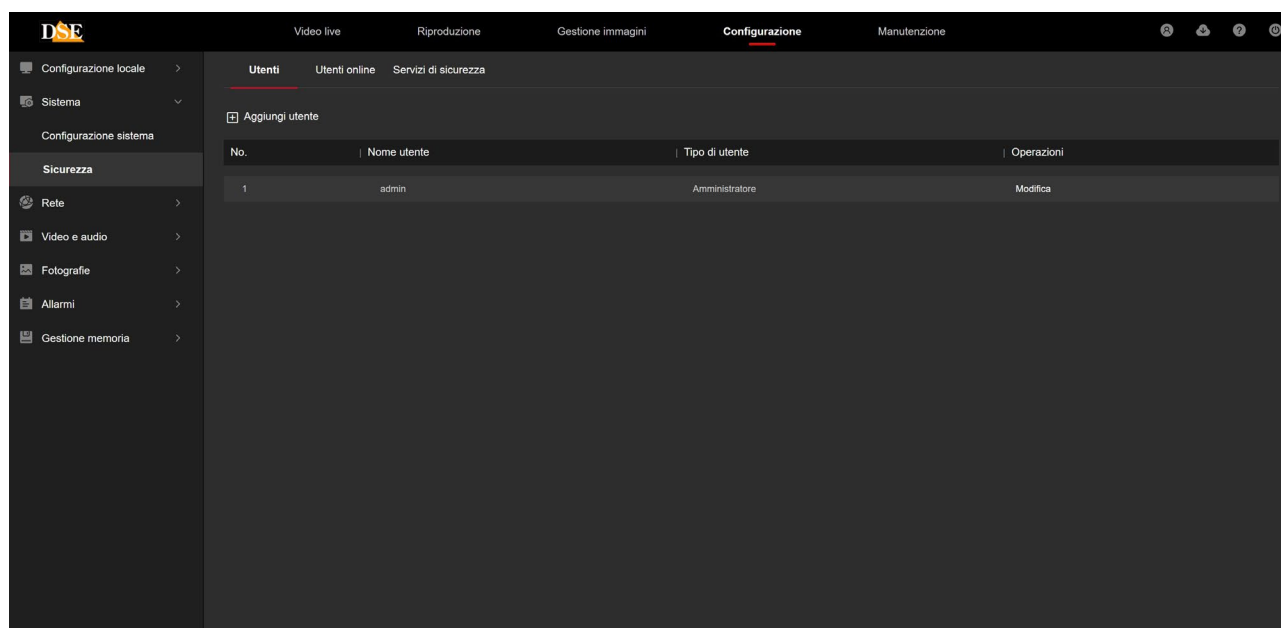 DSE
Video live
Riproduzione
Gestione immagini
Configurazione
Manutenzione
Configurazione locale
Sistema
Configurazione sistema
Sicurezza
Rete
Video e audio
Fotografie
Allarmi
Gestione memoria
Utenti
Utenti online
Servizi di sicurezza
Aggiungi utente
No. | Nome utente | Tipo di utente | Operazioni
1 admin Amministratore Modifica